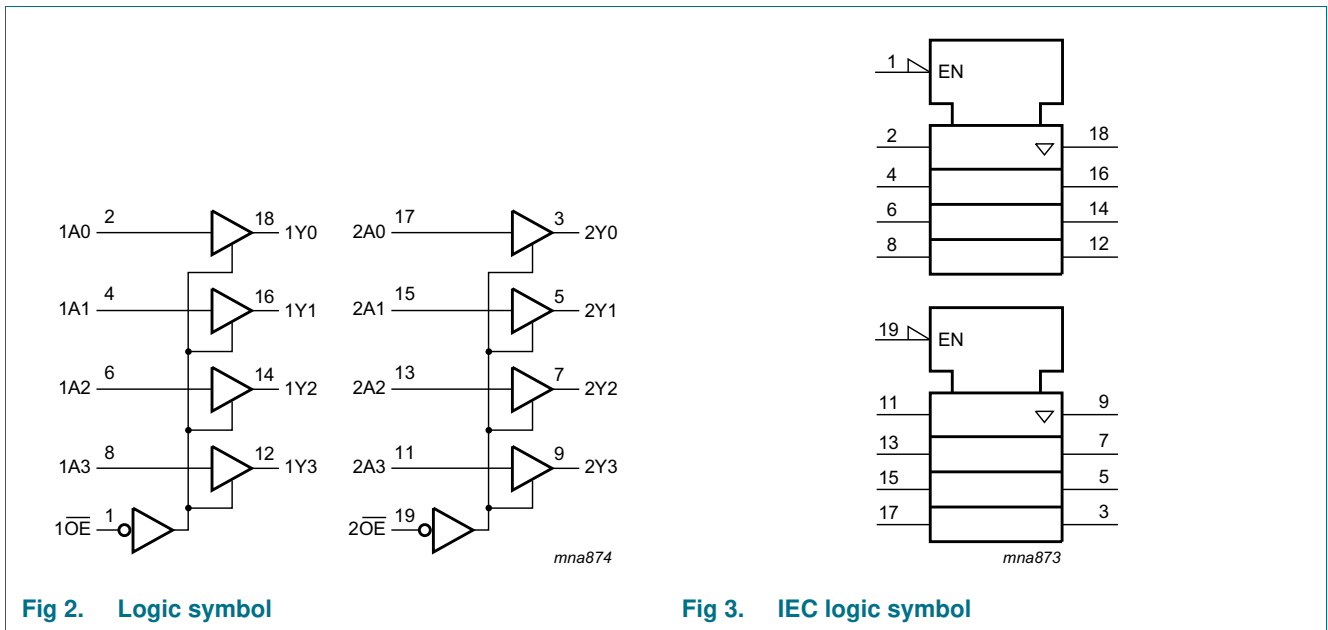 1A0 2 18 1Y0
1A1 4 16 1Y1
1A2 6 14 1Y2
1A3 8 12 1Y3
1OE 1
2A0 17 3 2Y0
2A1 15 5 2Y1
2A2 13 7 2Y2
2A3 11 9 2Y3
2OE 19
mna874
Fig 2. Logic symbol
1 EN
2 18
4 16
6 14
8 12
19 EN
11 9
13 7
15 5
17 3
mna873
Fig 3. IEC logic symbol